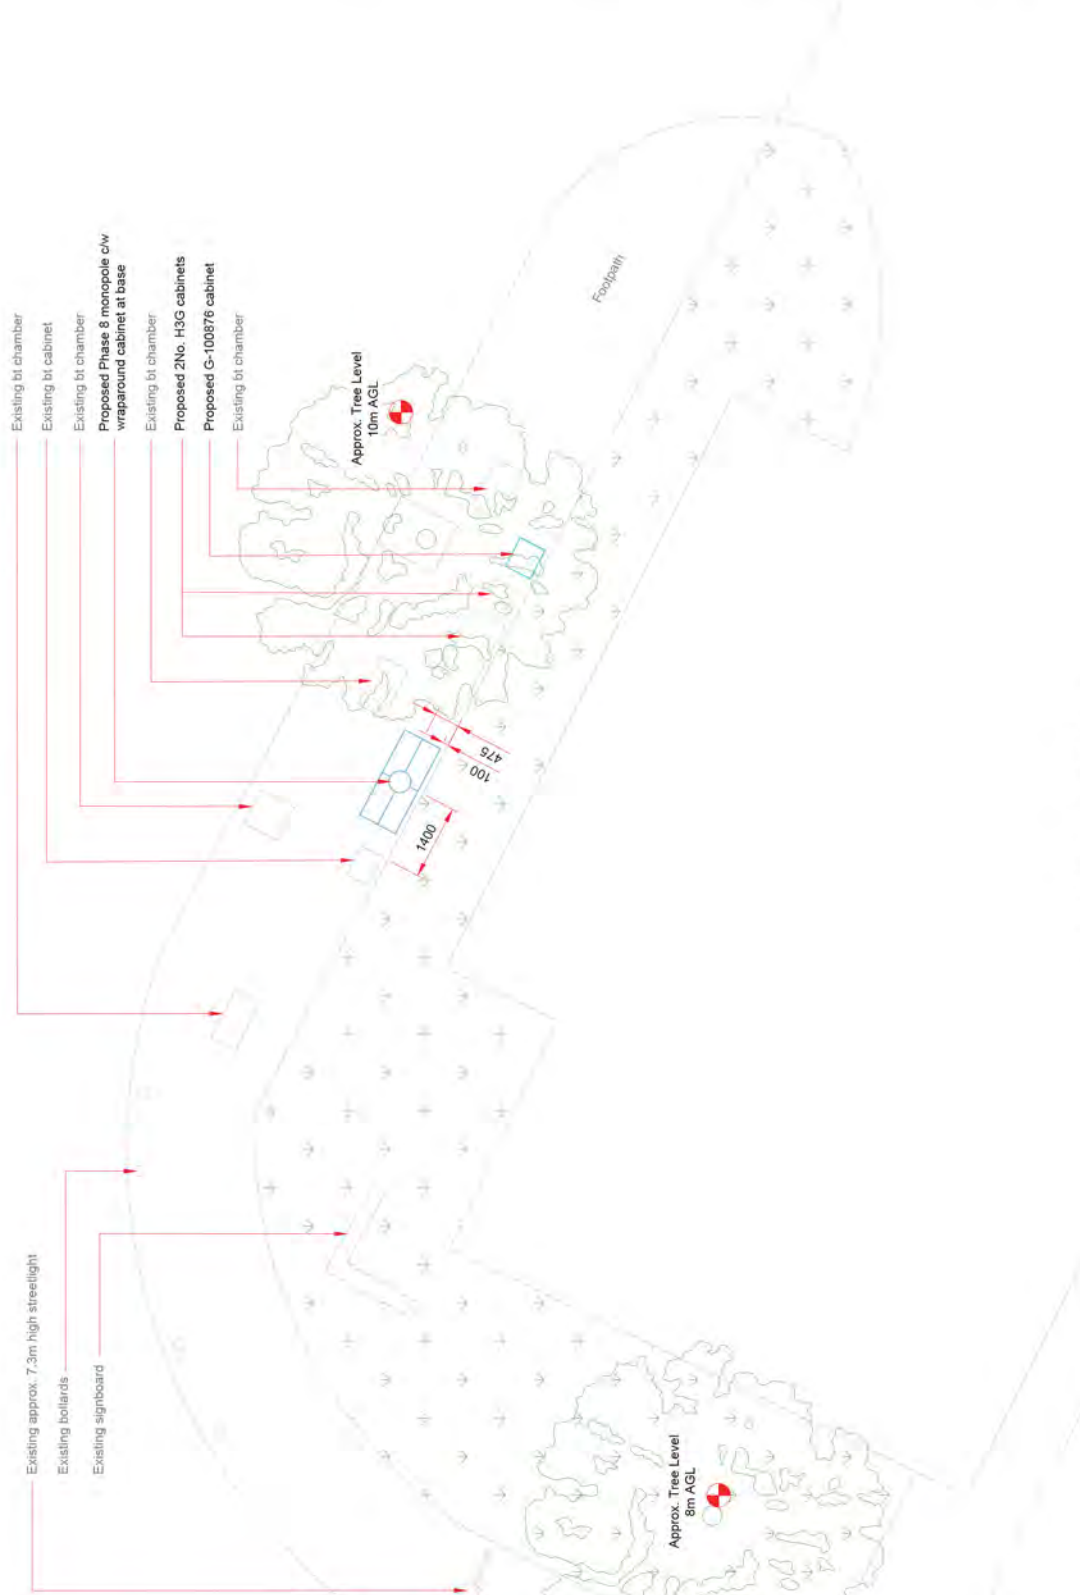 Existing bt chamber
Existing bt cabinet
Existing bt chamber
Proposed Phase 8 monopole c/w
wraparound cabinet at base
Existing bt chamber
Proposed 2No. H3G cabinets
Proposed G-100876 cabinet
Existing bt chamber
Approx. Tree Level
10m AGL
Footpath
475
100
1400
Existing approx. 7.3m high streetlight
Existing bollards
Existing signboard
Approx. Tree Level
8m AGL